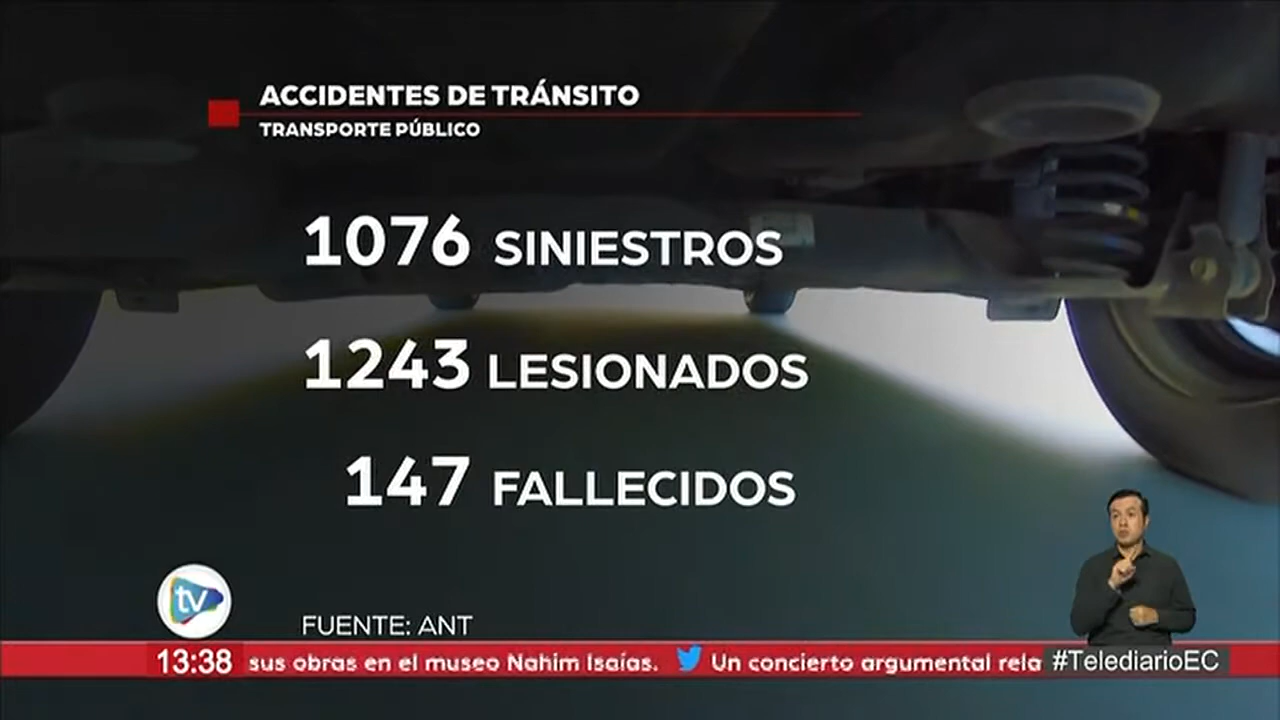 ACCIDENTES DE TRÁNSITO
TRANSPORTE PÚBLICO
1076 SINIESTROS
1243 LESIONADOS
147 FALLECIDOS
tv
FUENTE: ANT
13:38 sus obras en el museo Nahim Isaías. Un concierto argumental rela #TelediarioEC